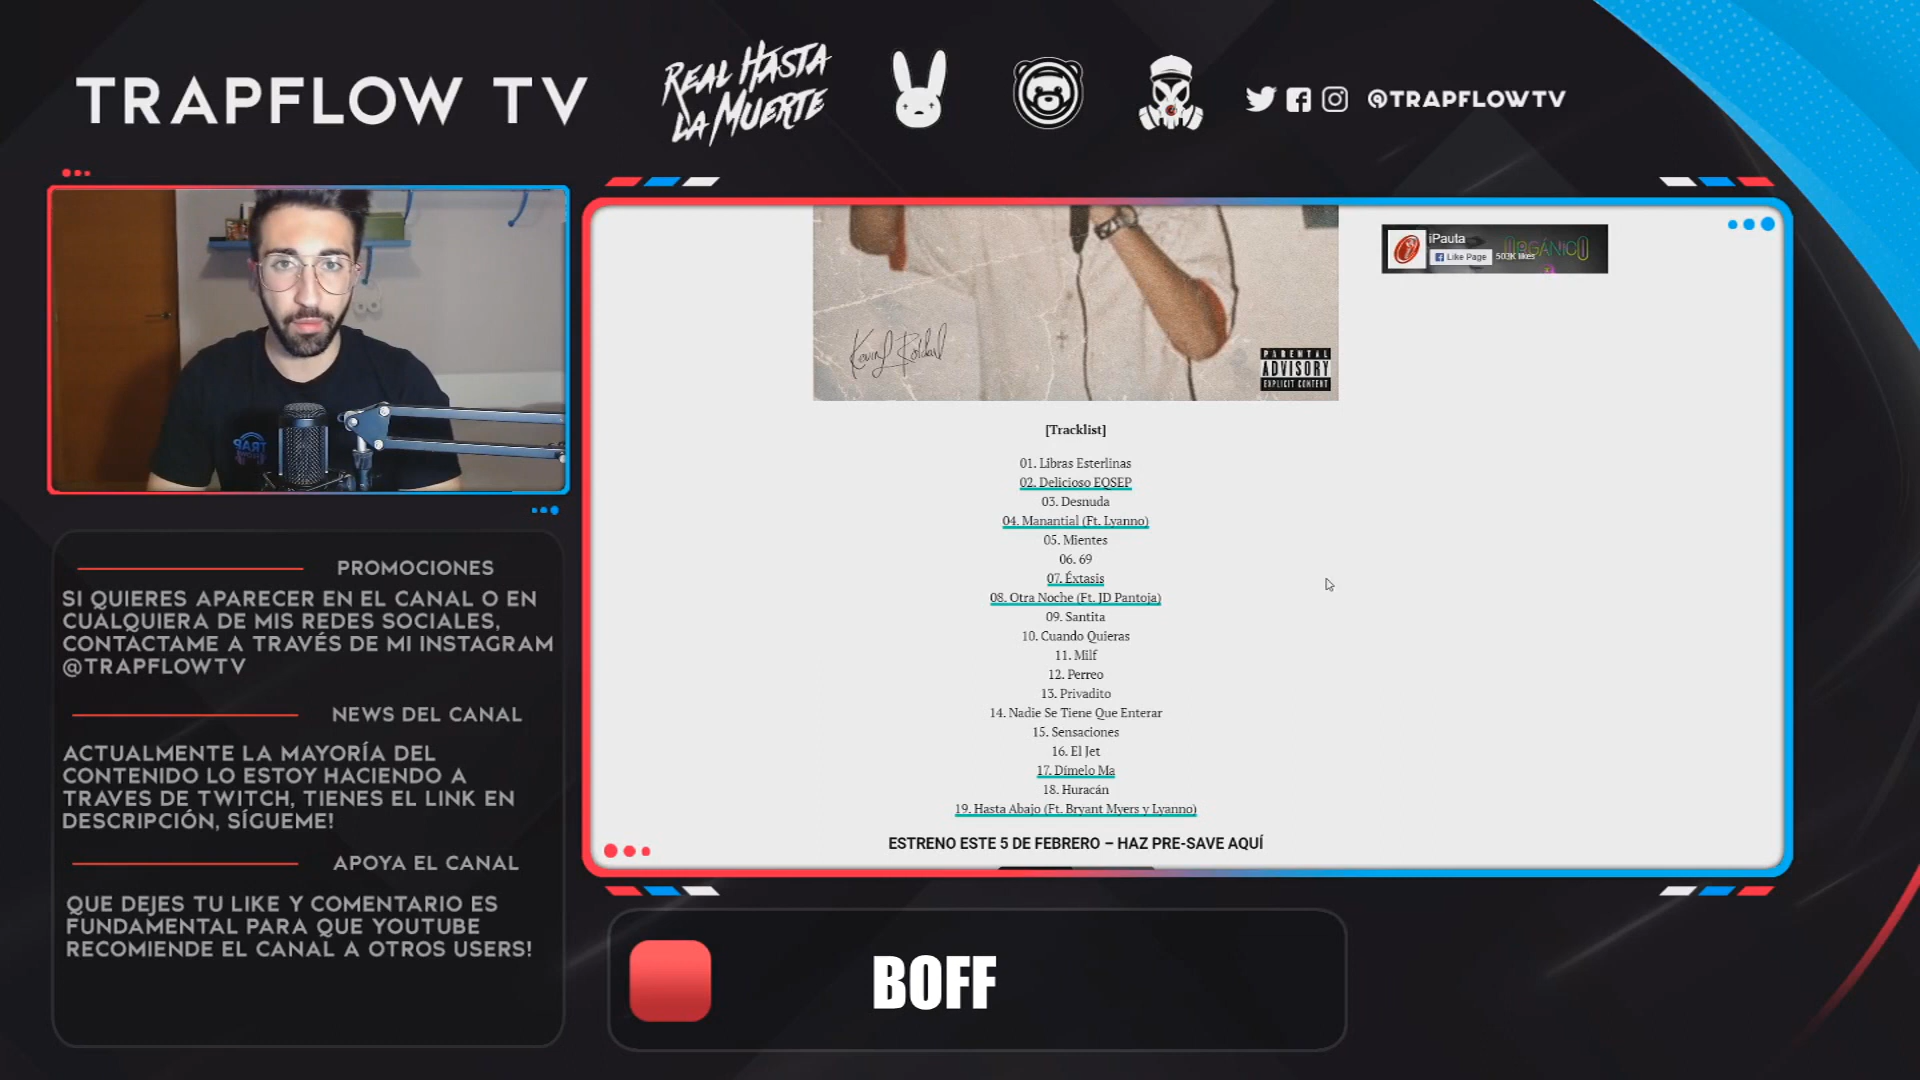 TRAPFLOW TV
REAL HASTA
LA MUERTE
@TRAPFLOWTV
PROMOCIONES
SI QUIERES APARECER EN EL CANAL O EN
CUALQUIERA DE MIS REDES SOCIALES,
CONTACTAME A TRAVÉS DE MI INSTAGRAM
@TRAPFLOWTV
NEWS DEL CANAL
ACTUALMENTE LA MAYORÍA DEL
CONTENIDO LO ESTOY HACIENDO A
TRAVES DE TWITCH, TIENES EL LINK EN
DESCRIPCIÓN, SÍGUEME!
APOYA EL CANAL
QUE DEJES TU LIKE Y COMENTARIO ES
FUNDAMENTAL PARA QUE YOUTUBE
RECOMIENDE EL CANAL A OTROS USERS!
Kevin Roldan
PARENTAL
ADVISORY
EXPLICIT CONTENT
iPauta
Like Page
503K likes
ORGÁNICO
[Tracklist]
01. Libras Esterlinas
02. Delicioso EQSEP
03. Desnuda
04. Manantial (Ft. Lyanno)
05. Mientes
06. 69
07. Éxtasis
08. Otra Noche (Ft. JD Pantoja)
09. Santita
10. Cuando Quieras
11. Milf
12. Perreo
13. Privadito
14. Nadie Se Tiene Que Enterar
15. Sensaciones
16. El Jet
17. Dímelo Ma
18. Huracán
19. Hasta Abajo (Ft. Bryant Myers y Lyanno)
ESTRENO ESTE 5 DE FEBRERO – HAZ PRE-SAVE AQUÍ
BOFF